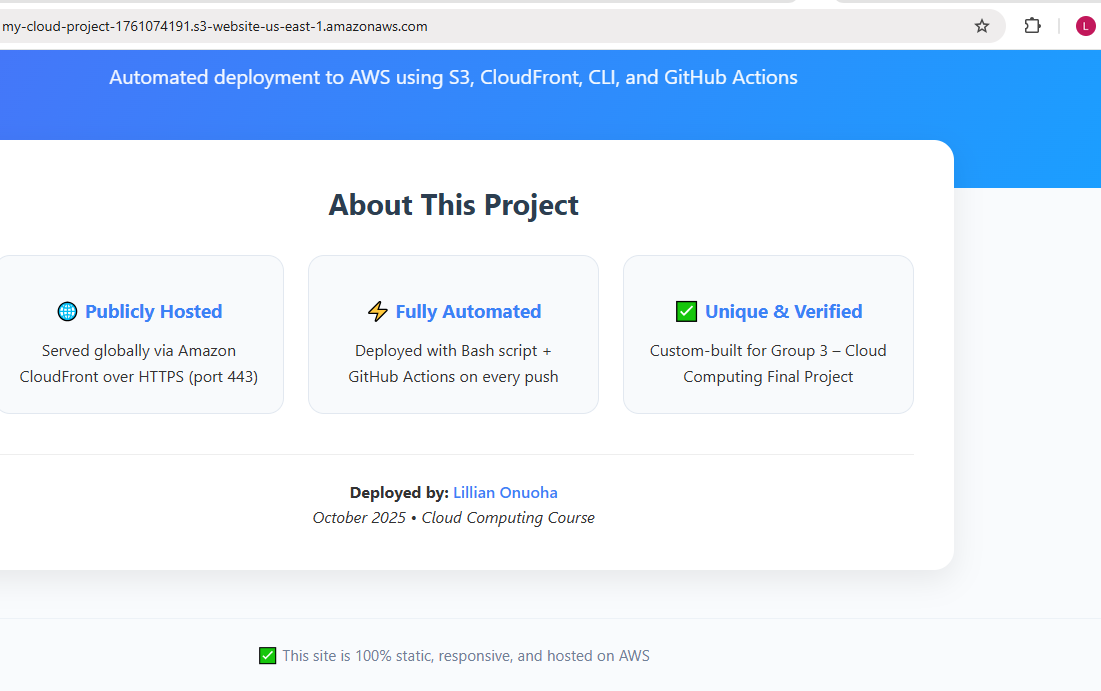 my-cloud-project-1761074191.s3-website-us-east-1.amazonaws.com
L
Automated deployment to AWS using S3, CloudFront, CLI, and GitHub Actions
About This Project
🌐 Publicly Hosted
Served globally via Amazon
CloudFront over HTTPS (port 443)
⚡ Fully Automated
Deployed with Bash script +
GitHub Actions on every push
✅ Unique & Verified
Custom-built for Group 3 – Cloud
Computing Final Project
Deployed by: Lillian Onuoha
October 2025 • Cloud Computing Course
✅ This site is 100% static, responsive, and hosted on AWS